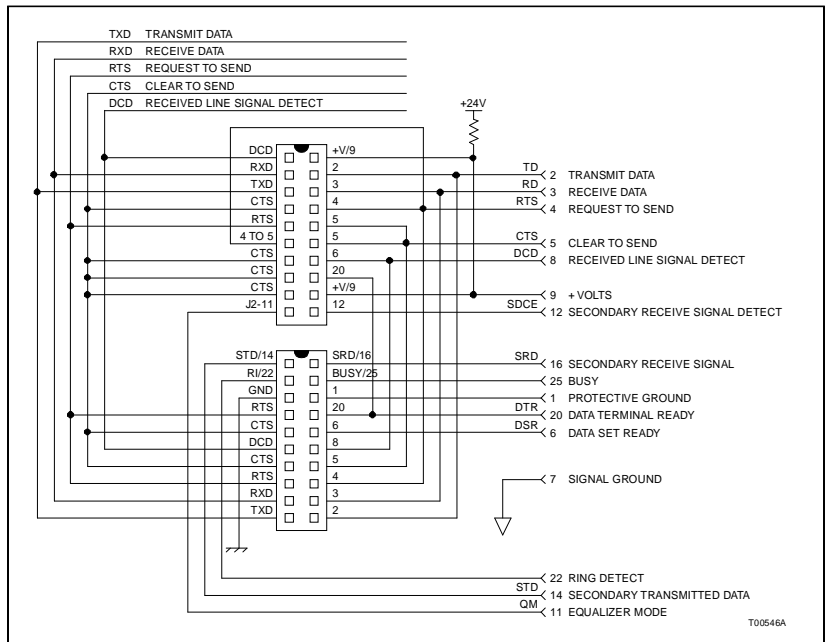 TXD TRANSMIT DATA
RXD RECEIVE DATA
RTS REQUEST TO SEND
CTS CLEAR TO SEND
DCD RECEIVED LINE SIGNAL DETECT
+24V
DCD +V/9
RXD 2 TD 2 TRANSMIT DATA
TXD 3 RD 3 RECEIVE DATA
CTS 4 RTS 4 REQUEST TO SEND
RTS 5
4 TO 5 5 CTS 5 CLEAR TO SEND
CTS 6 DCD 8 RECEIVED LINE SIGNAL DETECT
CTS 20
CTS +V/9 9 + VOLTS
J2-11 12 SDCE 12 SECONDARY RECEIVE SIGNAL DETECT
STD/14 SRD/16 SRD 16 SECONDARY RECEIVE SIGNAL
RI/22 BUSY/25 25 BUSY
GND 1 1 PROTECTIVE GROUND
RTS 20 DTR 20 DATA TERMINAL READY
CTS 6 DSR 6 DATA SET READY
DCD 8
CTS 5
RTS 4 7 SIGNAL GROUND
RXD 3
TXD 2
22 RING DETECT
STD 14 SECONDARY TRANSMITTED DATA
QM 11 EQUALIZER MODE
T00546A